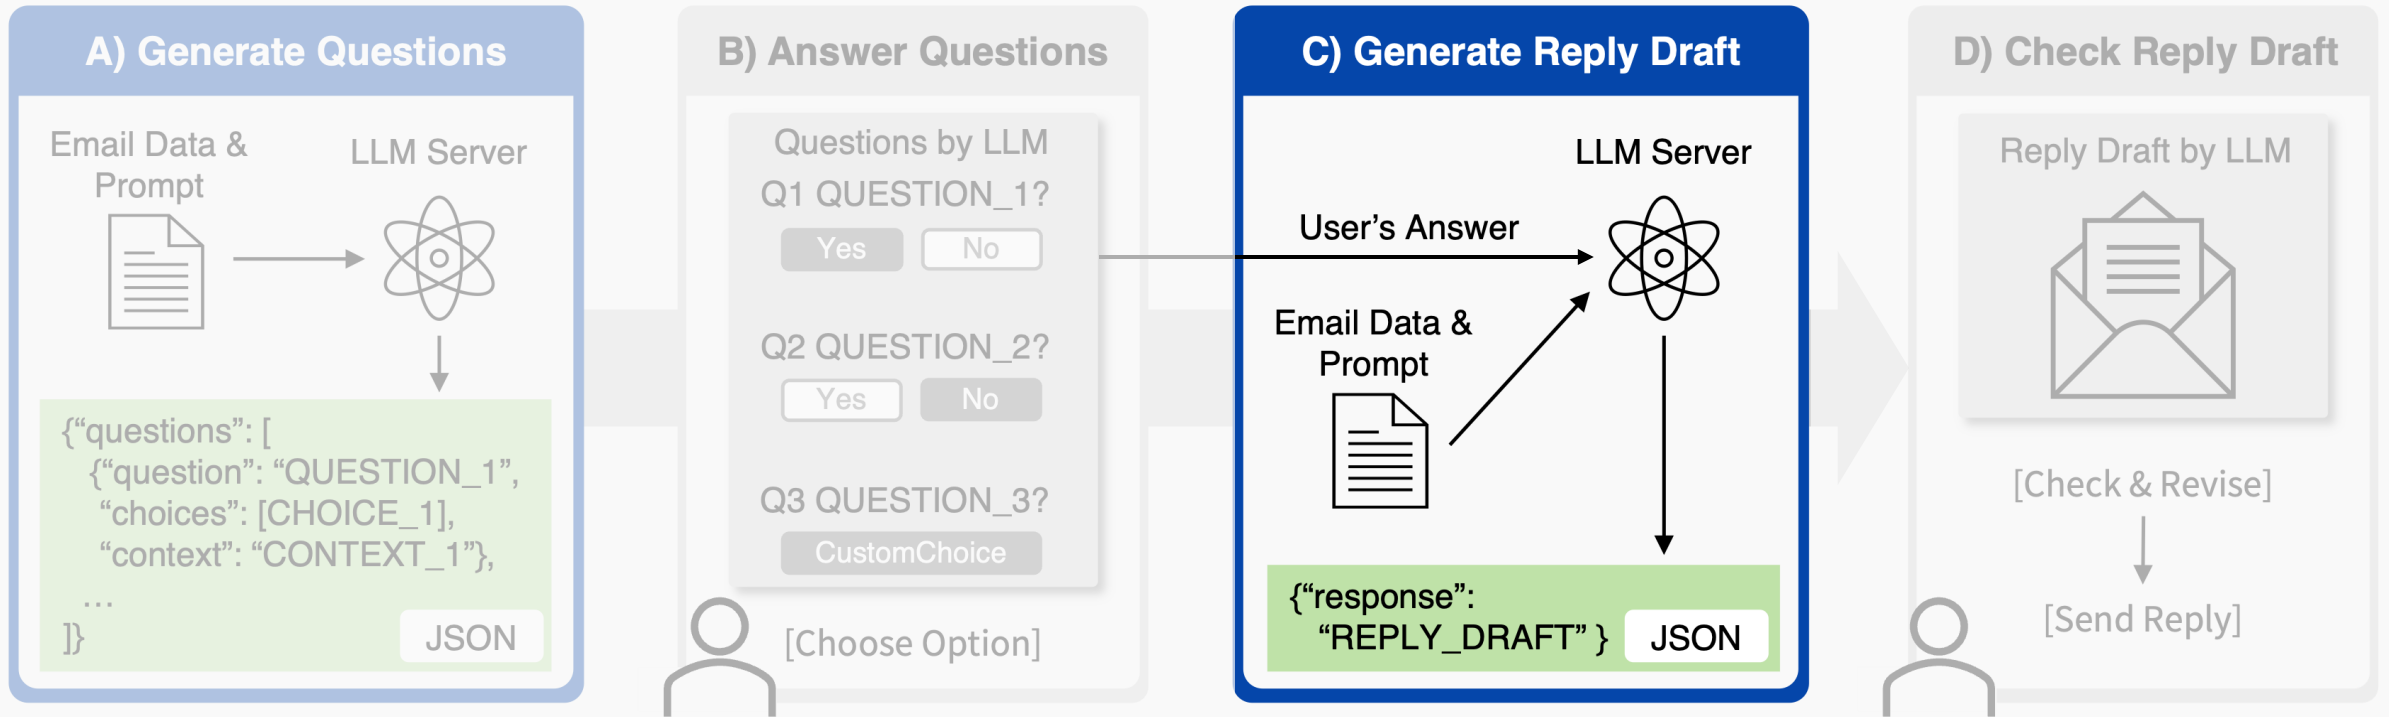 A) Generate Questions
Email Data &
Prompt
LLM Server
{“questions”: [
{“question”: “QUESTION_1”,
“choices”: [CHOICE_1],
“context”: “CONTEXT_1”},
...
]}
JSON
B) Answer Questions
Questions by LLM
Q1 QUESTION_1?
Yes No
Q2 QUESTION_2?
Yes No
Q3 QUESTION_3?
CustomChoice
[Choose Option]
C) Generate Reply Draft
LLM Server
User’s Answer
Email Data &
Prompt
{“response”:
“REPLY_DRAFT” }
JSON
D) Check Reply Draft
Reply Draft by LLM
[Check & Revise]
[Send Reply]